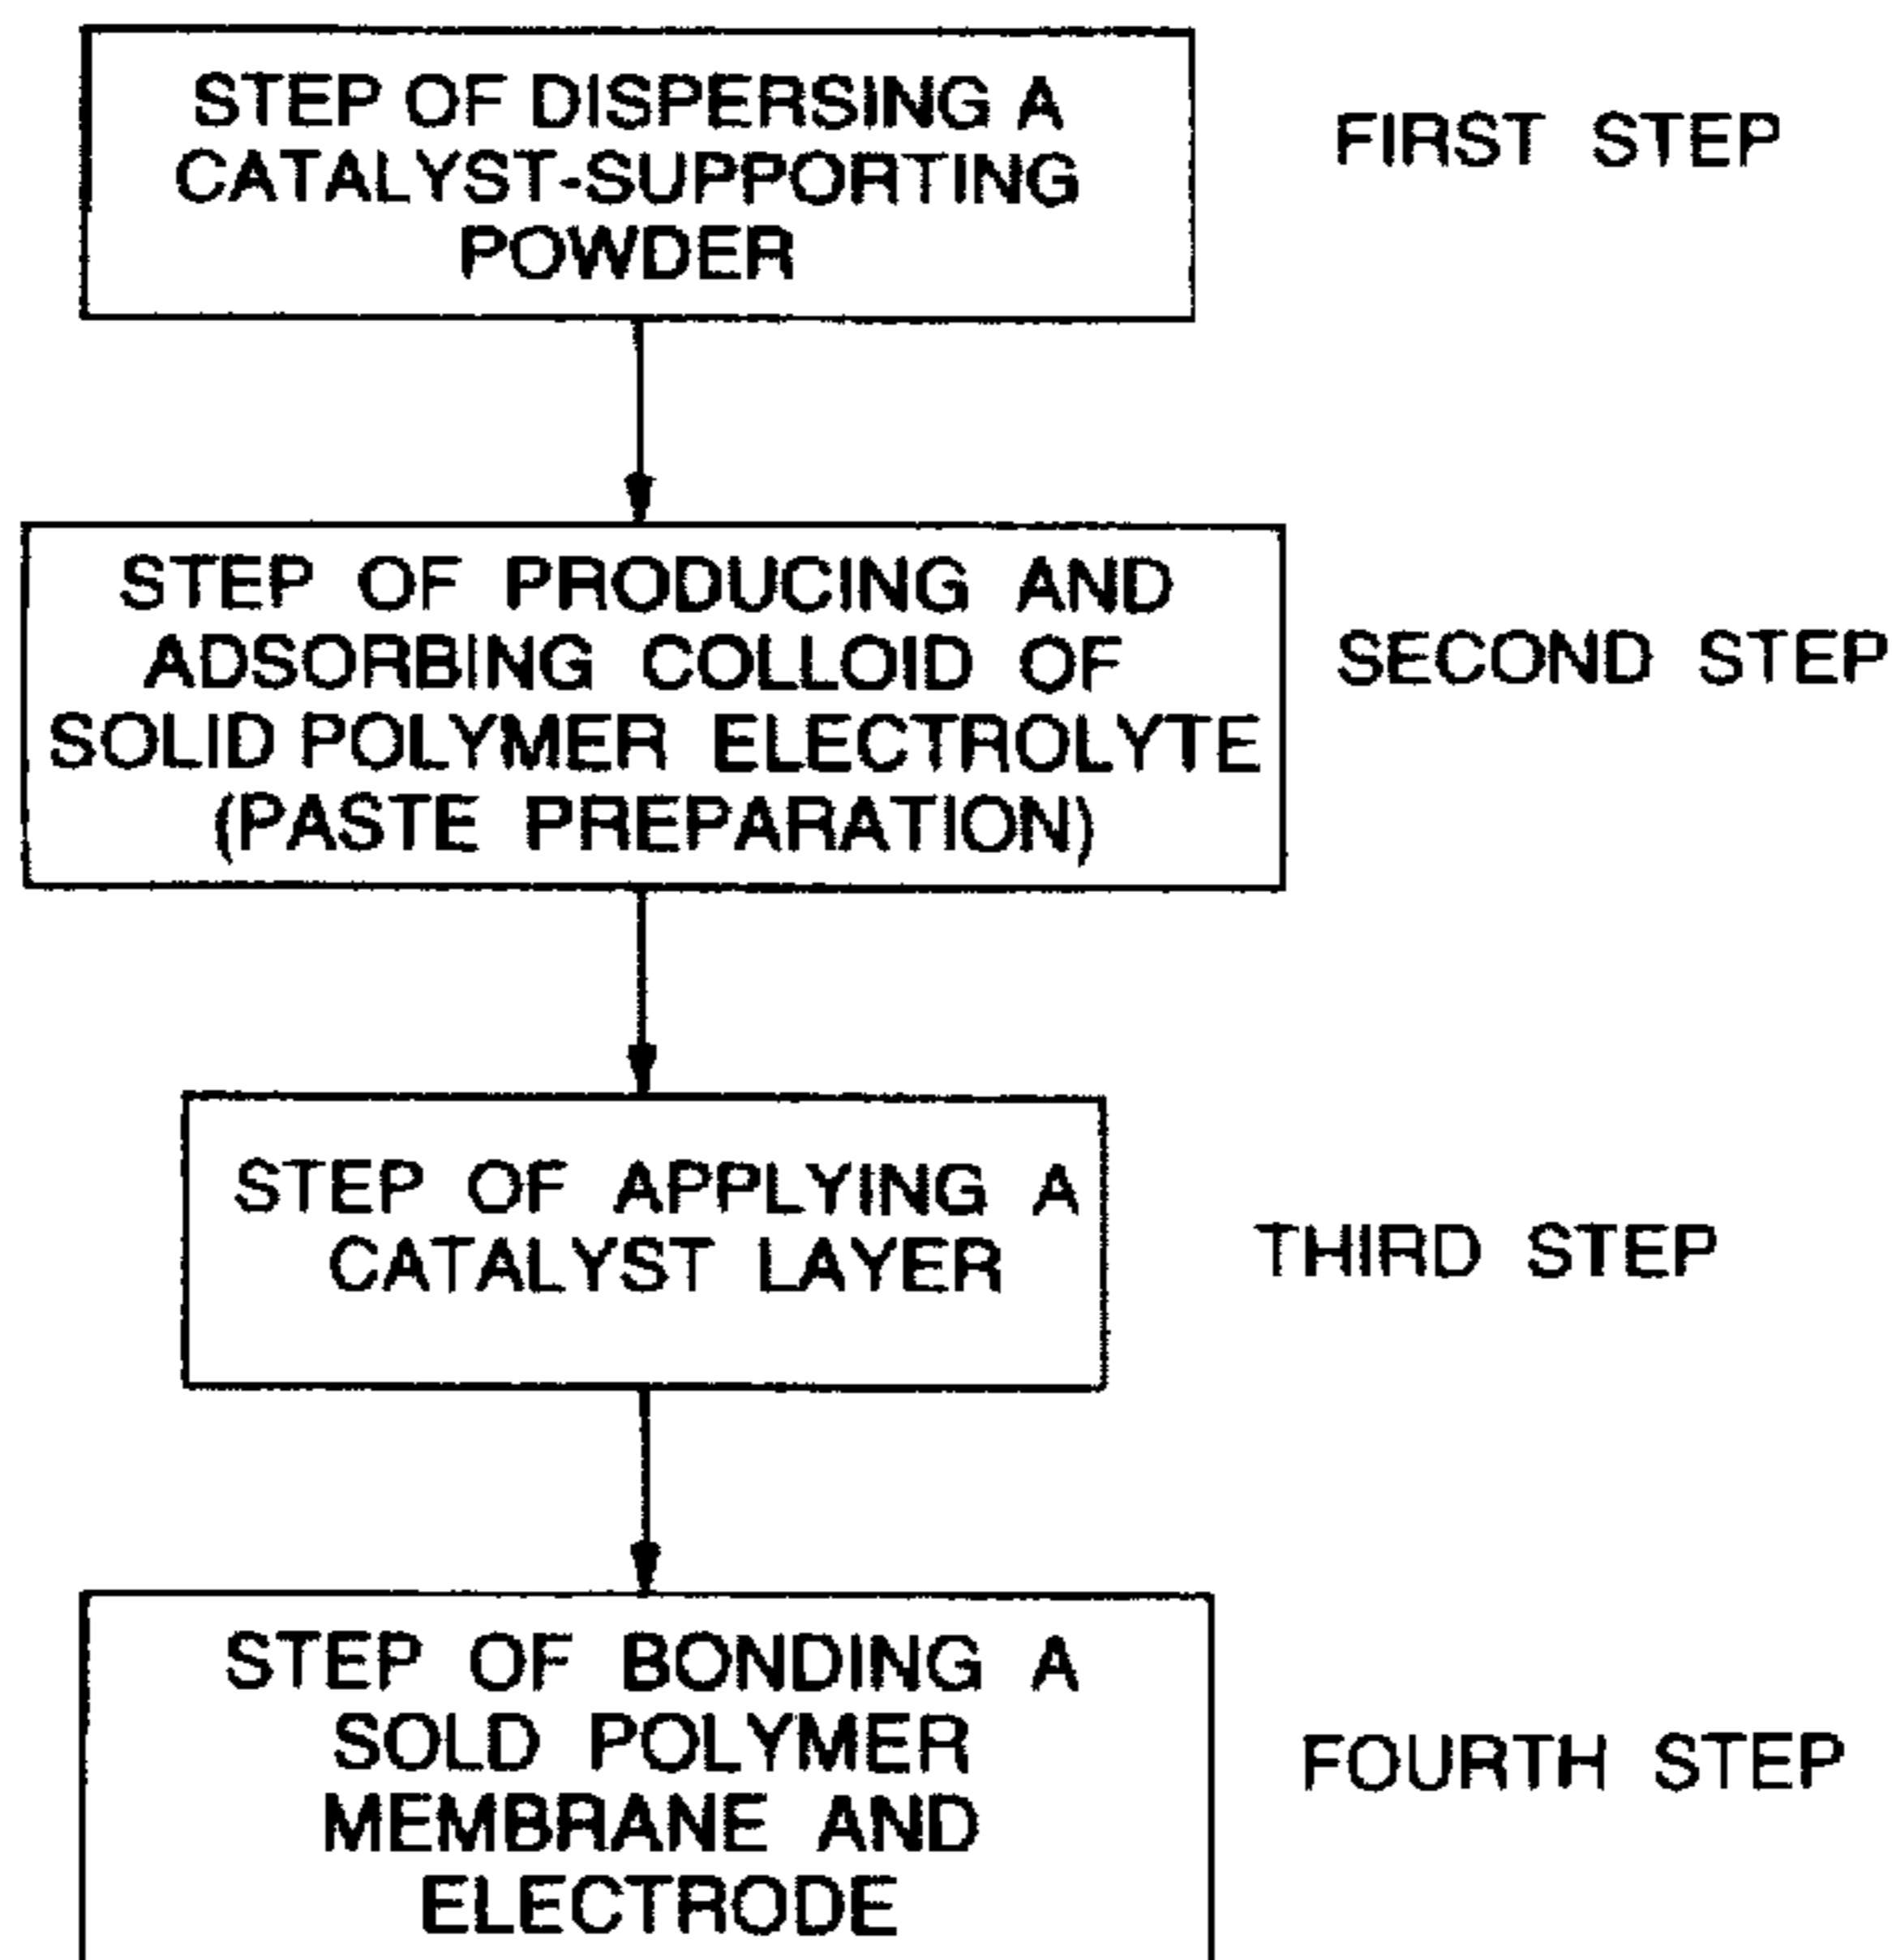 STEP OF DISPERSING A
CATALYST-SUPPORTING
POWDER
FIRST STEP
STEP OF PRODUCING AND
ADSORBING COLLOID OF
SOLID POLYMER ELECTROLYTE
(PASTE PREPARATION)
SECOND STEP
STEP OF APPLYING A
CATALYST LAYER
THIRD STEP
STEP OF BONDING A
SOLD POLYMER
MEMBRANE AND
ELECTRODE
FOURTH STEP